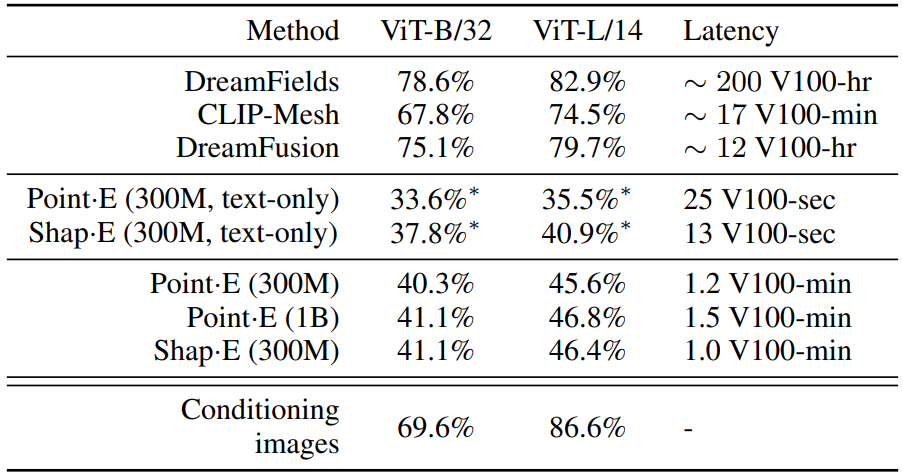 Method ViT-B/32 ViT-L/14 Latency
DreamFields 78.6% 82.9% ∼ 200 V100-hr
CLIP-Mesh 67.8% 74.5% ∼ 17 V100-min
DreamFusion 75.1% 79.7% ∼ 12 V100-hr
Point·E (300M, text-only) 33.6%* 35.5%* 25 V100-sec
Shap·E (300M, text-only) 37.8%* 40.9%* 13 V100-sec
Point·E (300M) 40.3% 45.6% 1.2 V100-min
Point·E (1B) 41.1% 46.8% 1.5 V100-min
Shap·E (300M) 41.1% 46.4% 1.0 V100-min
Conditioning
images 69.6% 86.6% -